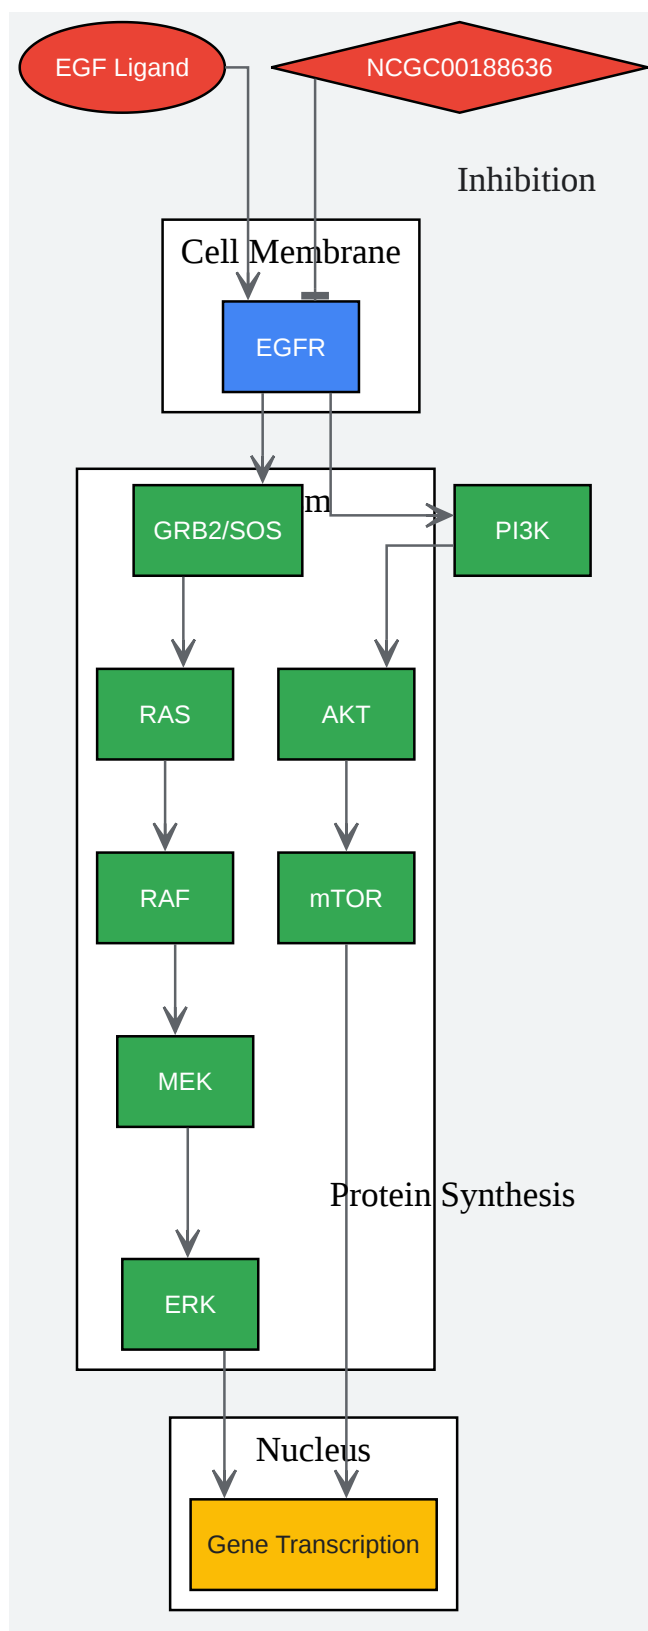 EGF Ligand
NCGC00188636
Inhibition
Cell Membrane
EGFR
GRB2/SOS
PI3K
RAS
AKT
RAF
mTOR
MEK
Protein Synthesis
ERK
Nucleus
Gene Transcription